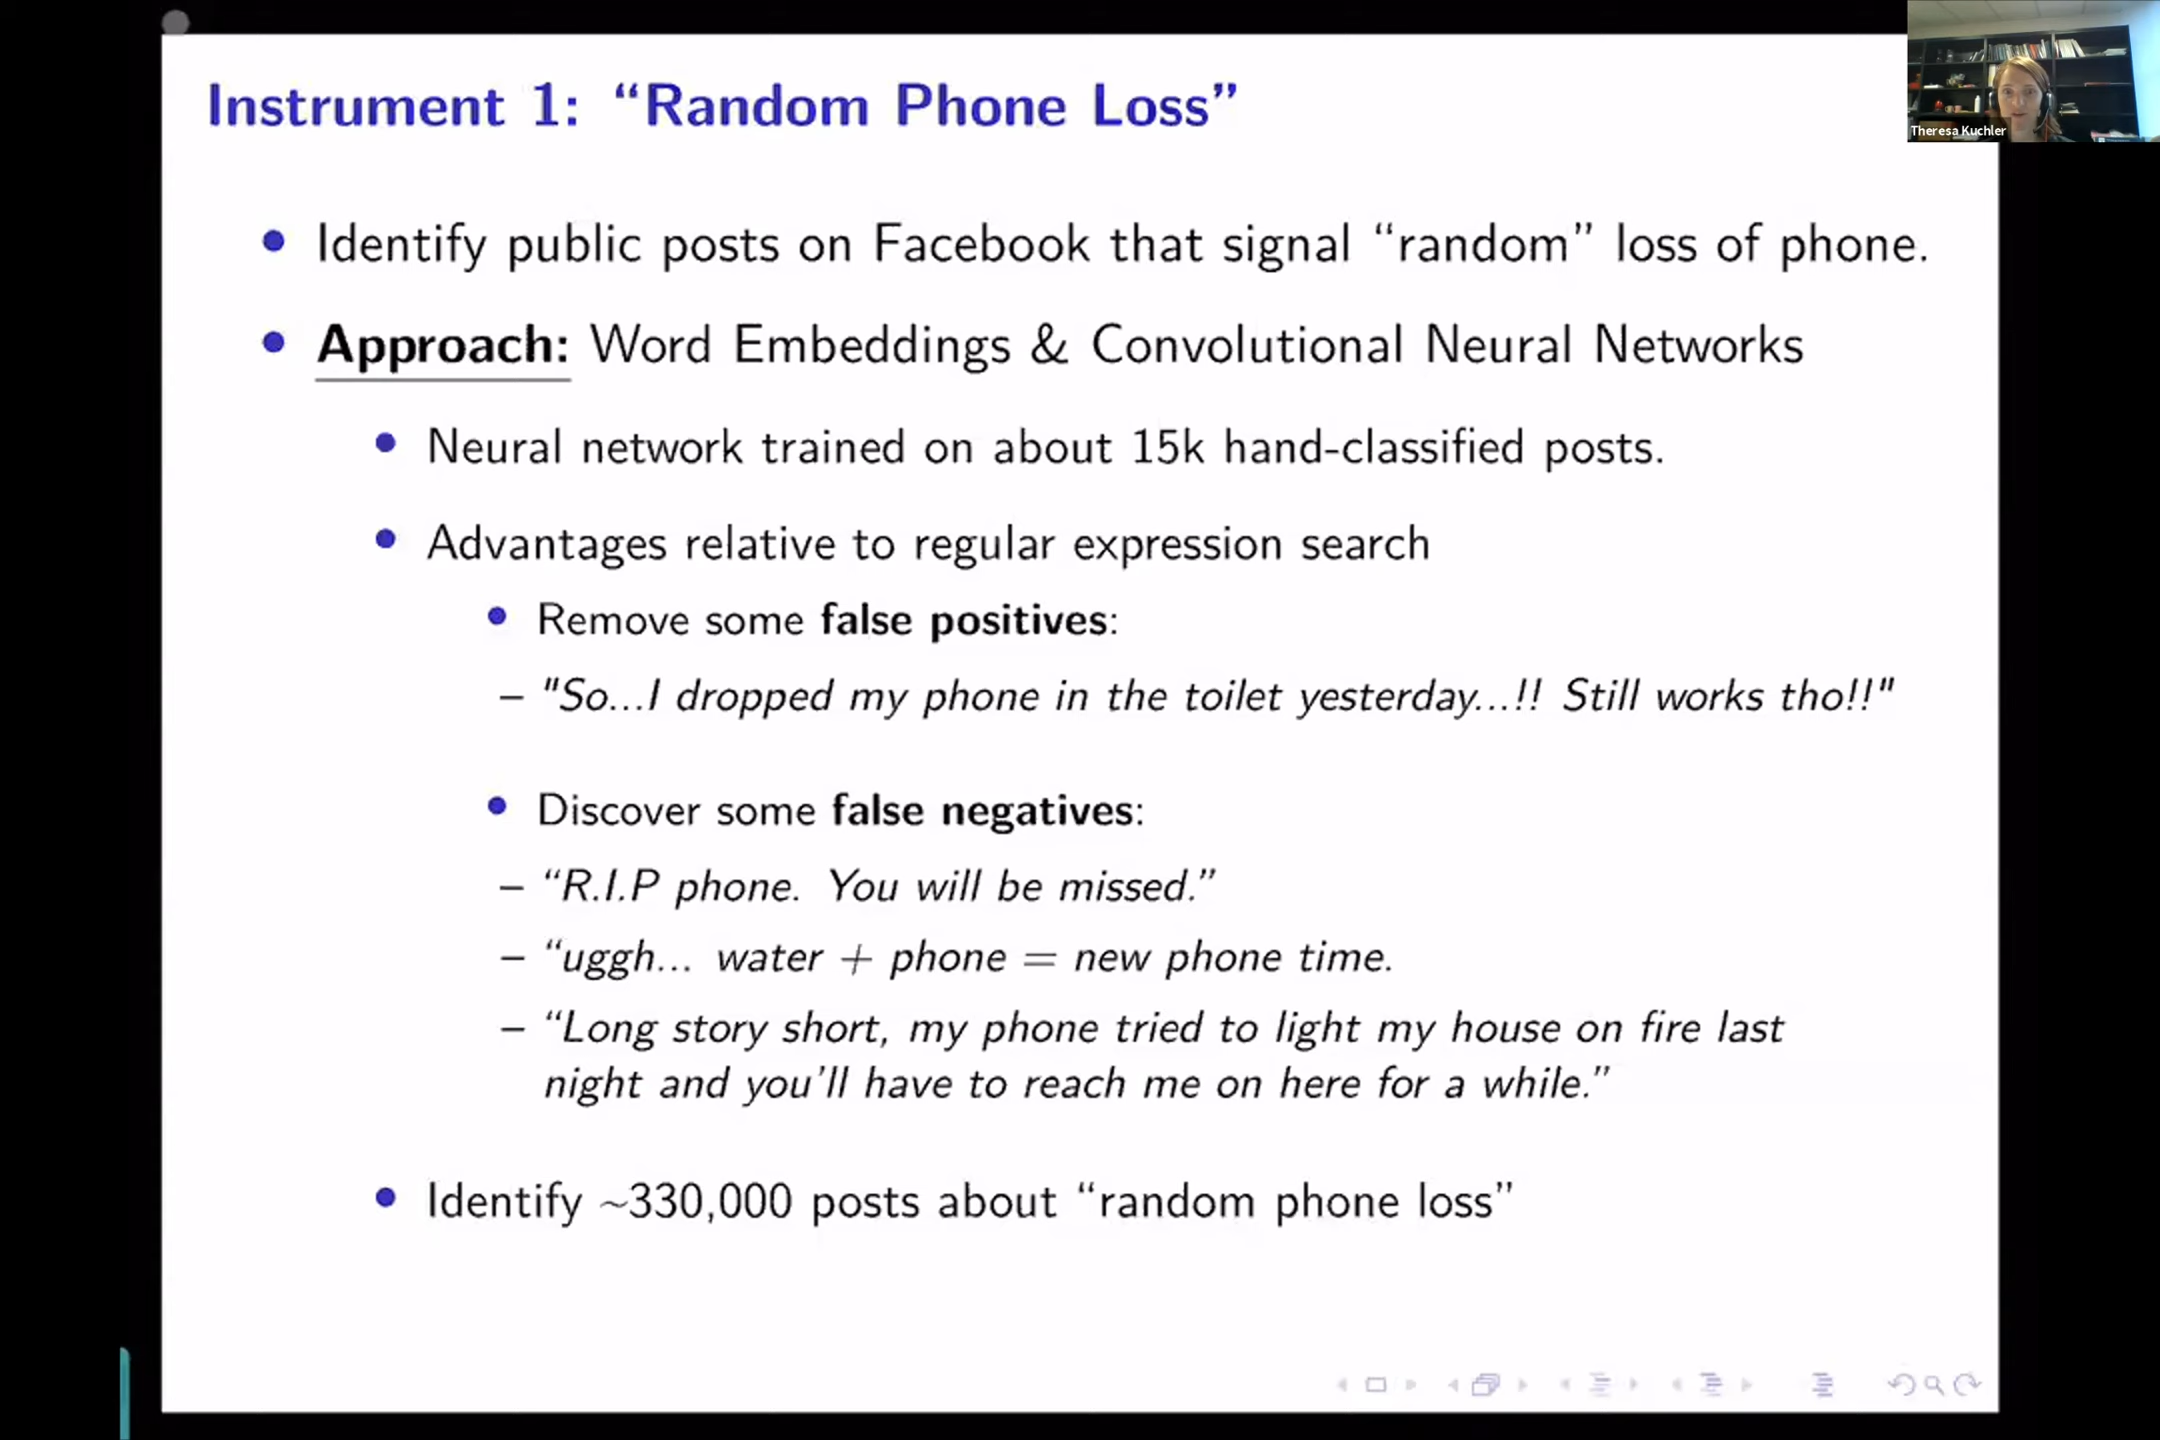 Instrument 1: “Random Phone Loss”
Theresa Kuchler
• Identify public posts on Facebook that signal “random” loss of phone.
• Approach: Word Embeddings & Convolutional Neural Networks
• Neural network trained on about 15k hand-classified posts.
• Advantages relative to regular expression search
• Remove some false positives:
– "So...I dropped my phone in the toilet yesterday...!! Still works tho!!"
• Discover some false negatives:
– “R.I.P phone. You will be missed.”
– “uggh... water + phone = new phone time.
– “Long story short, my phone tried to light my house on fire last
night and you’ll have to reach me on here for a while.”
• Identify ~330,000 posts about “random phone loss”